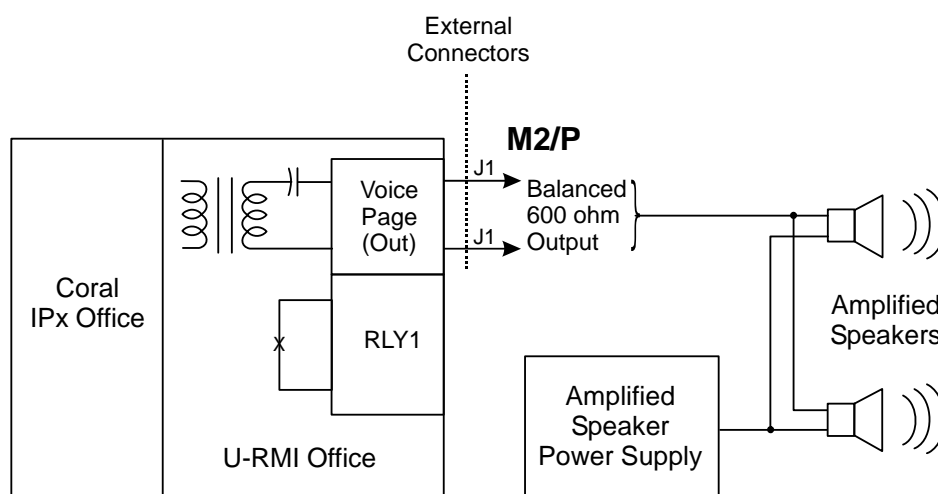 External
Connectors
M2/P
J1
Voice
Page
(Out)
Balanced
600 ohm
Output
J1
Coral
IPx Office
RLY1
Amplified
Speakers
Amplified
Speaker
Power Supply
U-RMI Office